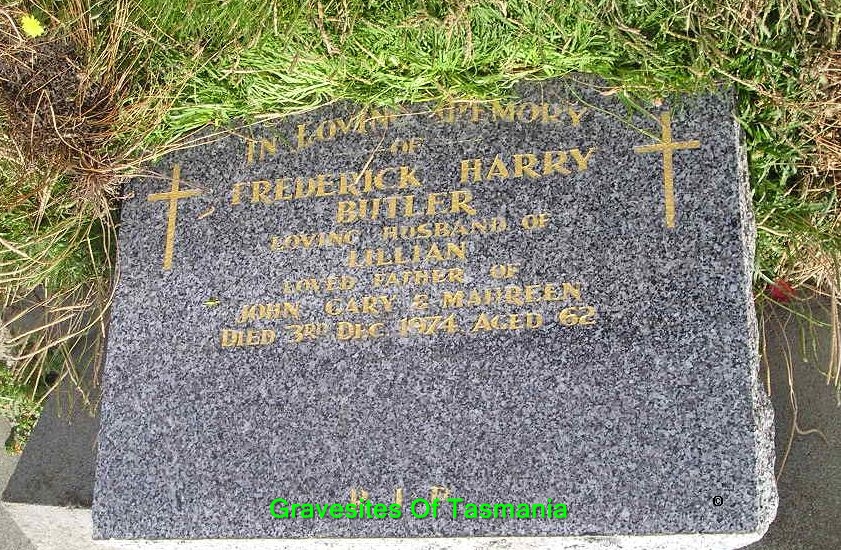 IN LOVING MEMORY
OF
FREDERICK HARRY
BUTLER
LOVING HUSBAND OF
LILLIAN
LOVED FATHER OF
JOHN, GARY & MAUREEN
DIED 3RD DEC 1974 AGED 62
R I P
Gravesites Of Tasmania
©